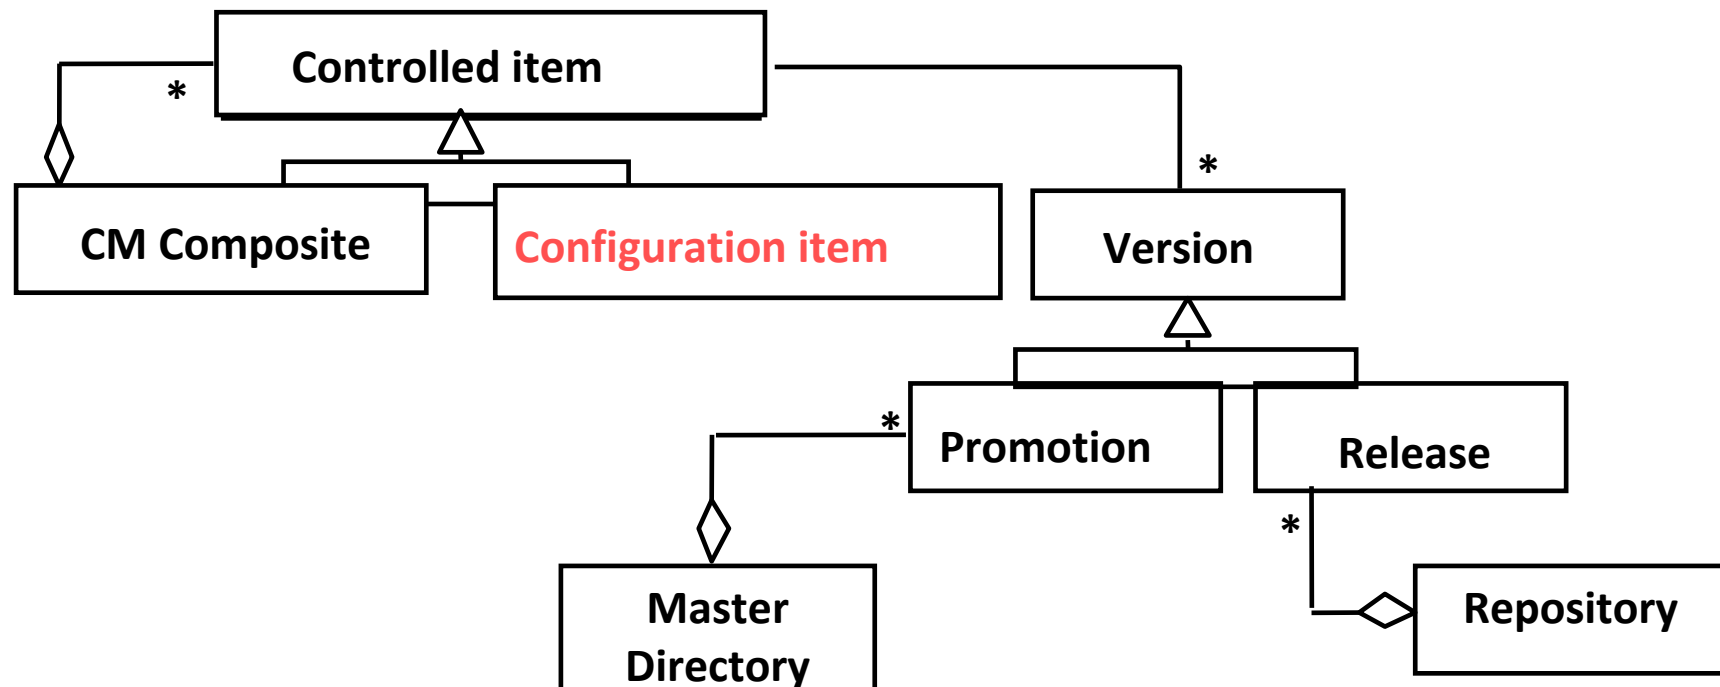 Controlled item
*
*
CM Composite
Configuration item
Version
*
Promotion
Release
*
Master
Directory
Repository